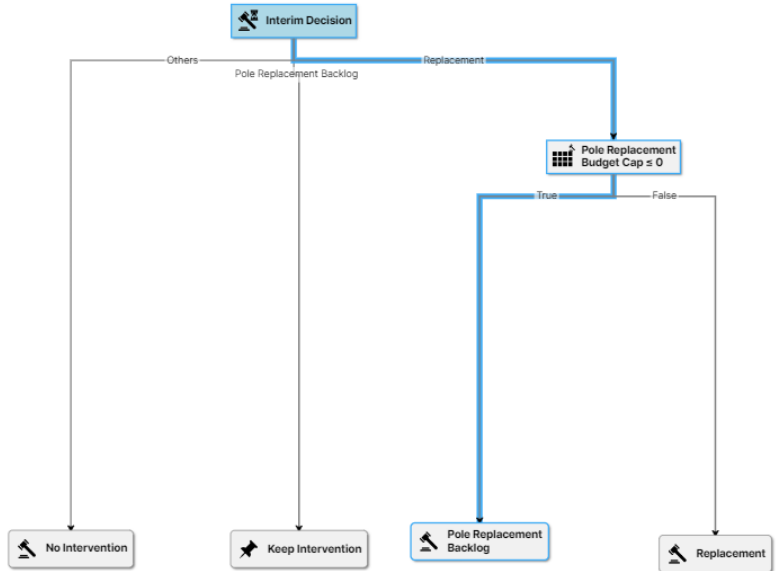 Interim Decision
Others
Replacement
Pole Replacement Backlog
Pole Replacement
Budget Cap ≤ 0
True
False
No Intervention
Keep Intervention
Pole Replacement
Backlog
Replacement